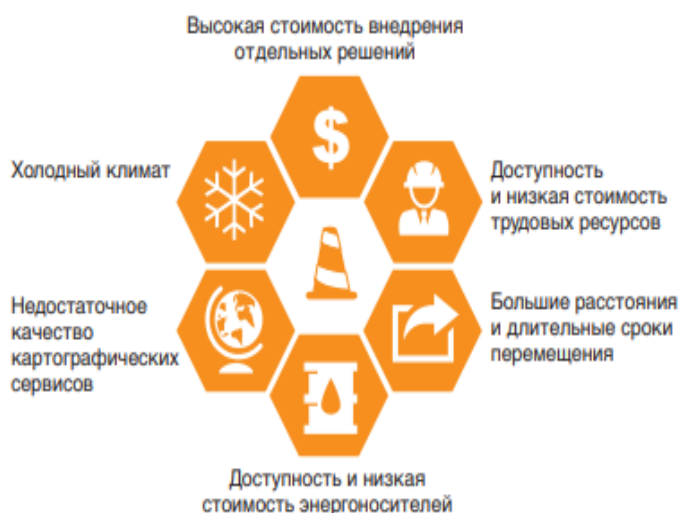 Высокая стоимость внедрения
отдельных решений
$
Холодный климат
Доступность
и низкая стоимость
трудовых ресурсов
Недостаточное
качество
картографических
сервисов
Большие расстояния
и длительные сроки
перемещения
Доступность и низкая
стоимость энергоносителей